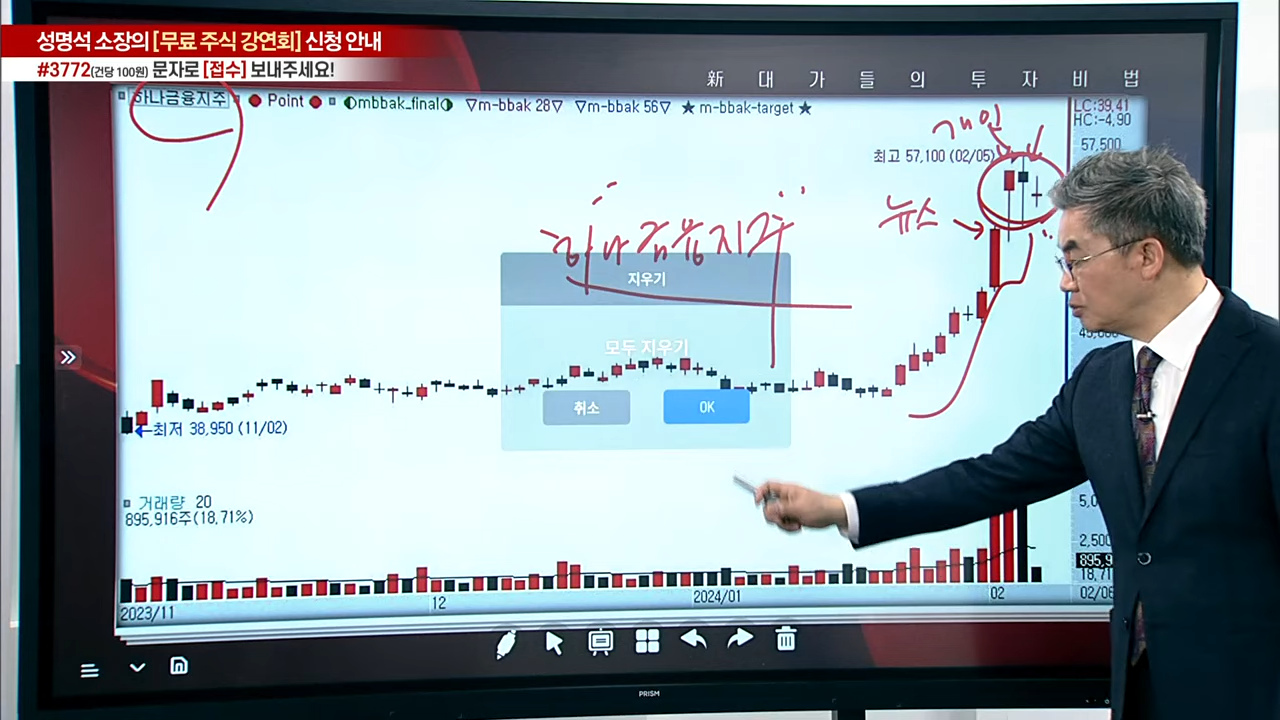 성명석 소장의 [무료 주식 강연회] 신청 안내
#3772(건당 100원) 문자로 [접수] 보내주세요!
新 대가들의 투자비법
하나금융지주 Point mbbak_final ▽m-bbak 28▽ ▽m-bbak 56▽ ★ m-bbak-target ★
LC:39,41
HC:-4,90
개인
57,500
최고 57,100 (02/05)
뉴스
하나금융지주
지우기
모두 지우기
취소
OK
←최저 38,950 (11/02)
거래량 20
895,916주(18,71%)
2023/11
12
2024/01
02
02/06
PRISM